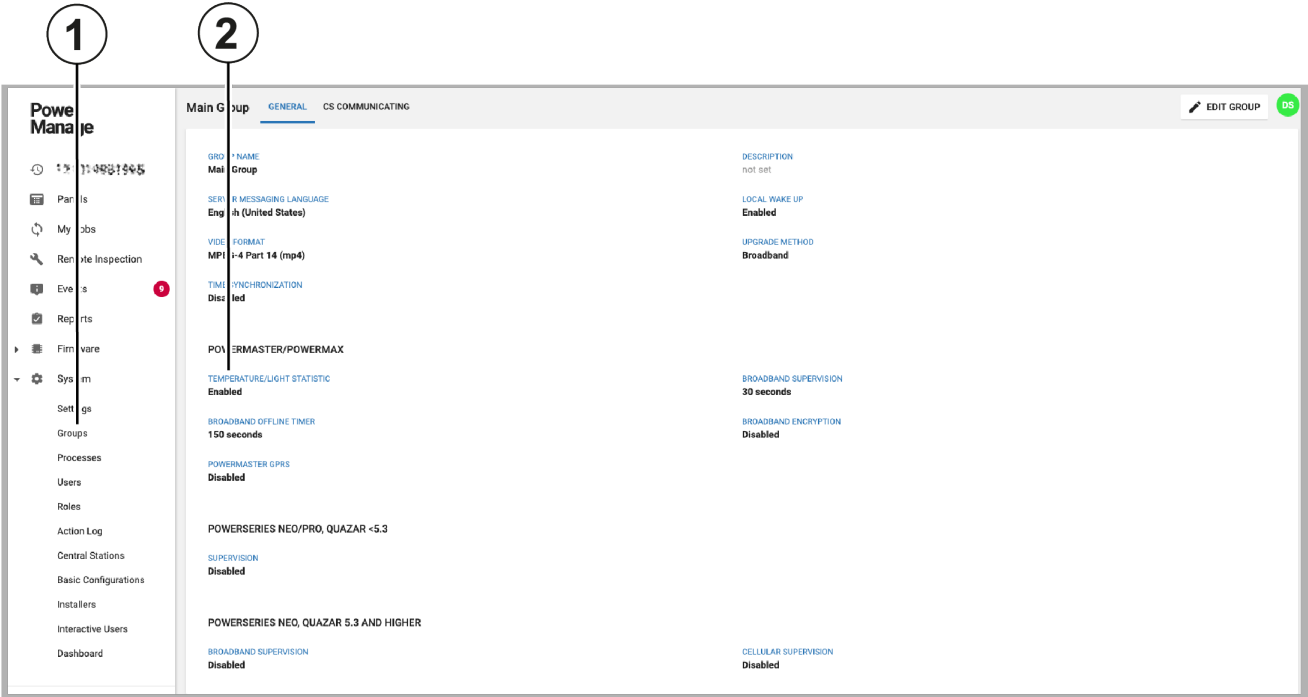 1
2
Power
Manage
Main Group GENERAL CS COMMUNICATING EDIT GROUP DS
Panels
My Jobs
Remote Inspection
Events 9
Reports
Firmware
System
Settings
Groups
Processes
Users
Roles
Action Log
Central Stations
Basic Configurations
Installers
Interactive Users
Dashboard
GROUP NAME
Main Group
DESCRIPTION
not set
SERVER MESSAGING LANGUAGE
English (United States)
LOCAL WAKE UP
Enabled
VIDEO FORMAT
MPEG-4 Part 14 (mp4)
UPGRADE METHOD
Broadband
TIME SYNCHRONIZATION
Disabled
POWERMASTER/POWERMAX
TEMPERATURE/LIGHT STATISTIC
Enabled
BROADBAND SUPERVISION
30 seconds
BROADBAND OFFLINE TIMER
150 seconds
BROADBAND ENCRYPTION
Disabled
POWERMASTER GPRS
Disabled
POWERSERIES NEO/PRO, QUAZAR <5.3
SUPERVISION
Disabled
POWERSERIES NEO, QUAZAR 5.3 AND HIGHER
BROADBAND SUPERVISION
Disabled
CELLULAR SUPERVISION
Disabled